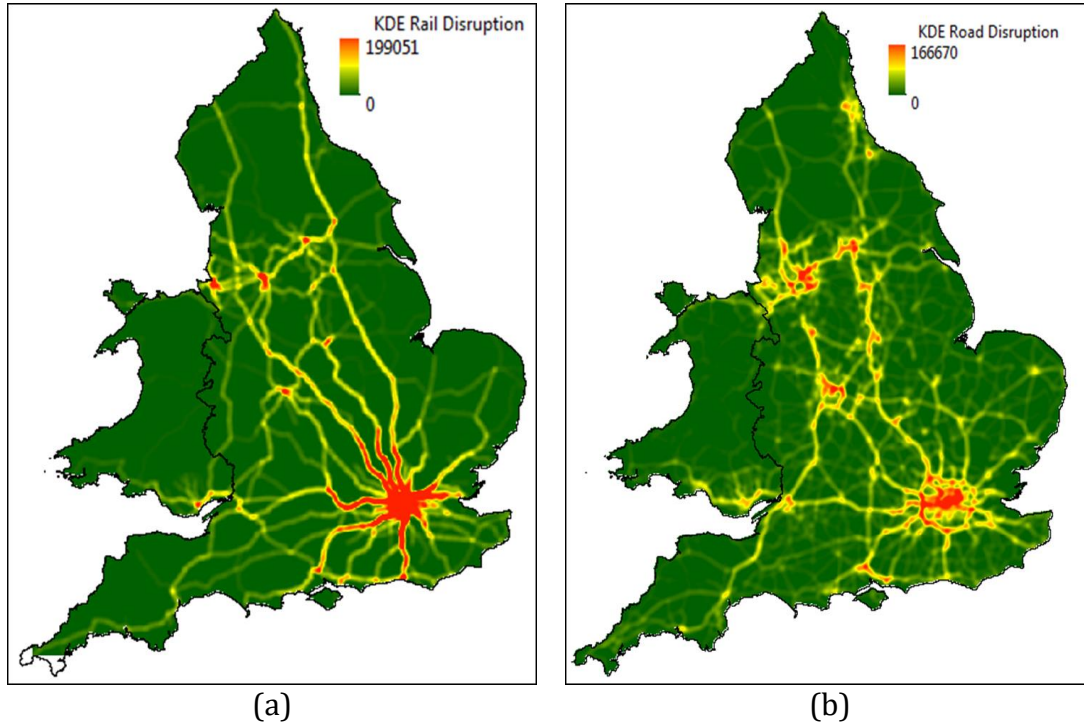 KDE Rail Disruption
199051
0
KDE Road Disruption
166670
0
(a)
(b)